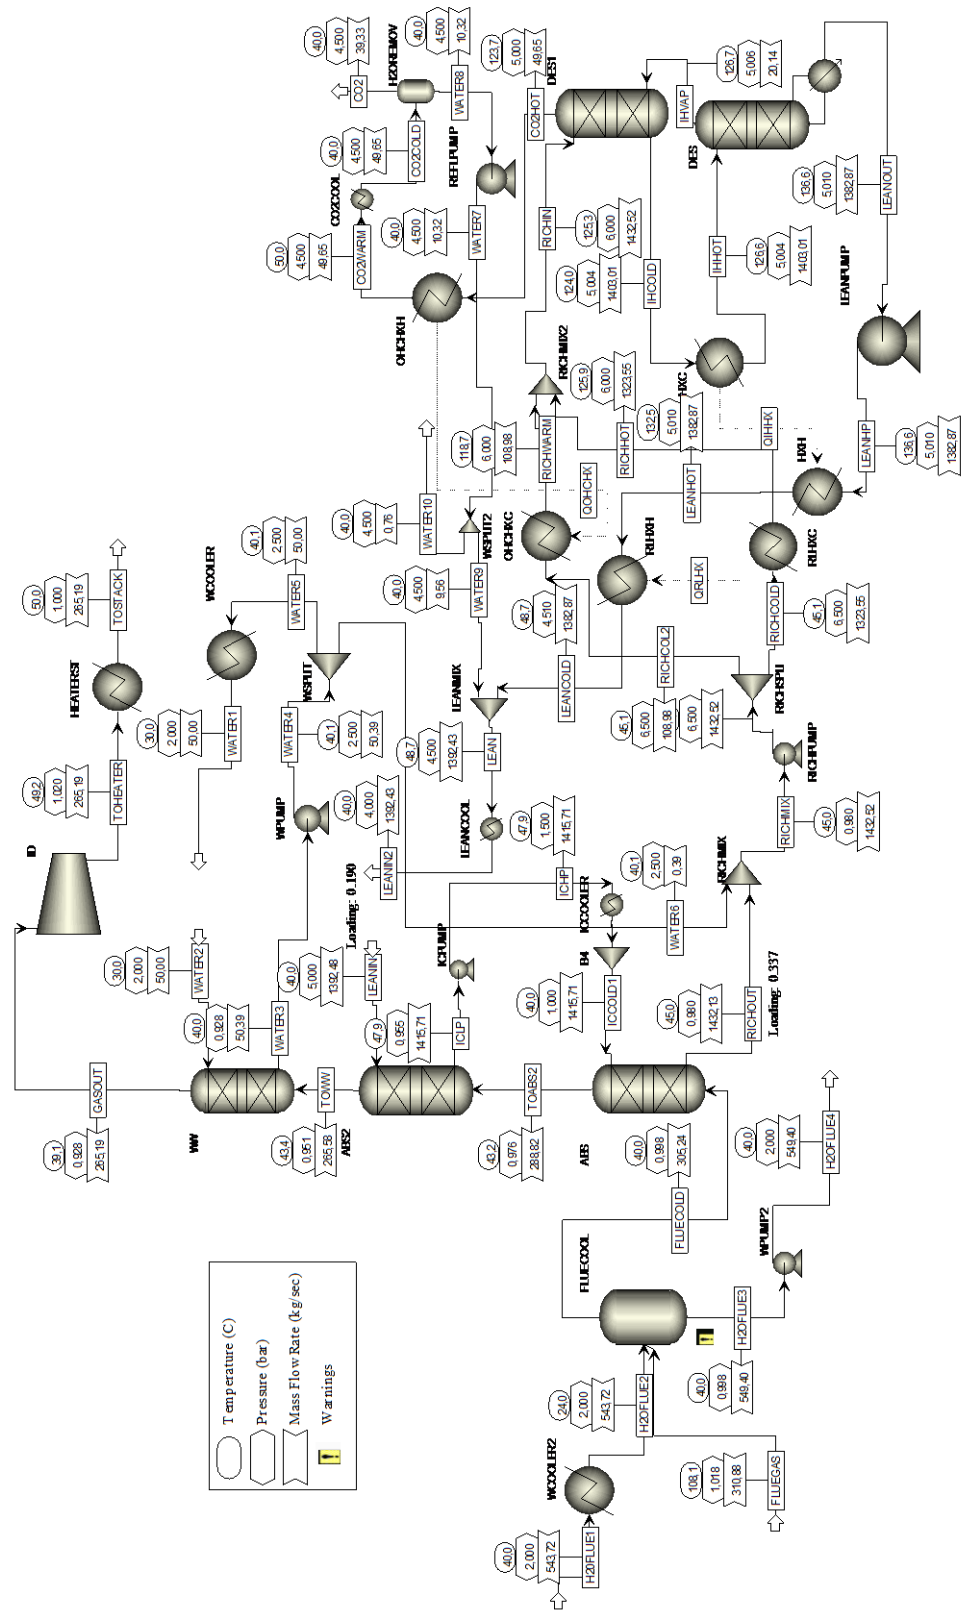 Temperature (C)
Pressure (bar)
Mass Flow Rate (kg/sec)
Warnings
H2OFLUE1
40,0
2,000
543,72
WCOOLER2
H2OFLUE2
24,0
2,000
543,72
FLUEGAS
108,1
1,018
310,88
FLUECOOL
H2OFLUE3
40,0
0,998
549,40
WPUMP2
H2OFLUE4
40,0
2,000
549,40
FLUECOLD
40,0
0,998
305,24
ABS
TOABS2
43,2
0,976
288,82
ABS2
TOWW
43,4
0,951
265,58
WW
GASOUT
39,1
0,928
265,19
ID
TOHEATER
49,2
1,020
265,19
HEATERST
TOSTACK
50,0
1,000
265,19
WATER2
30,0
2,000
50,00
WATER3
40,0
0,928
50,39
WPUMP
WATER4
40,1
2,500
50,39
WSPLIT
WATER5
40,1
2,500
50,00
WCOOLER
WATER1
30,0
2,000
50,00
WATER6
40,1
2,500
0,39
LEANIN
40,0
5,000
1392,48
Loading: 0.190
LEANIN2
40,0
4,000
1392,43
LEANCOOL
LEAN
48,7
4,500
1392,43
LEANMIX
ICLP
47,9
0,955
1415,71
ICPUMP
ICHP
47,9
1,500
1415,71
ICCOOLER
B4
ICCOLD1
40,0
1,000
1415,71
RICHOUT
45,0
0,980
1432,13
Loading: 0.337
RICHMIX
RICHMIX
45,0
0,980
1432,52
RICHPUMP
45,1
6,500
1432,52
RICHSPLI
RICHCOL2
45,1
6,500
108,98
RICHCOLD
45,1
6,500
1323,55
LEANCOLD
48,7
4,510
1382,87
RLHXH
QRLHX
RLHXC
OHCHXC
QOHCHX
RICHWARM
118,7
6,000
108,98
RICHHOT
125,9
6,000
1323,55
RICHMIX2
RICHIN
125,3
6,000
1432,52
LEANHOT
132,5
5,010
1382,87
HXH
QIHHX
HXC
IHCOLD
124,0
5,004
1403,01
IHHOT
126,6
5,004
1403,01
LEANHP
136,6
5,010
1382,87
LEANPUMP
LEANOUT
136,6
5,010
1382,87
DES
IHVAP
126,7
5,006
20,14
DES1
CO2HOT
123,7
5,000
49,65
OHCHXH
CO2WARM
50,0
4,500
49,65
CO2COOL
CO2COLD
40,0
4,500
49,65
H2OREMOV
CO2
40,0
4,500
39,33
WATER8
40,0
4,500
10,32
REFLPUMP
WATER7
40,0
4,500
10,32
WSPLIT2
WATER10
40,0
4,500
0,76
WATER9
40,0
4,500
9,56